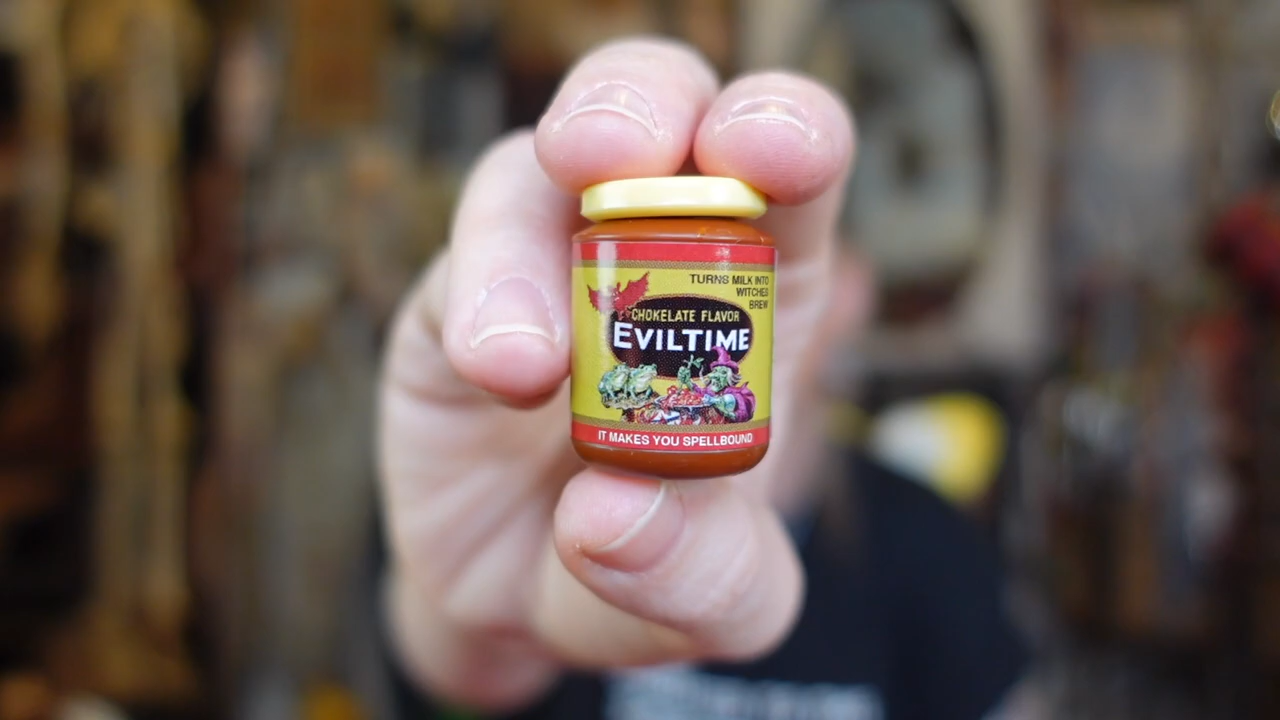 TURNS MILK INTO
WITCHES
BREW
CHOKELATE FLAVOR
EVILTIME
IT MAKES YOU SPELLBOUND